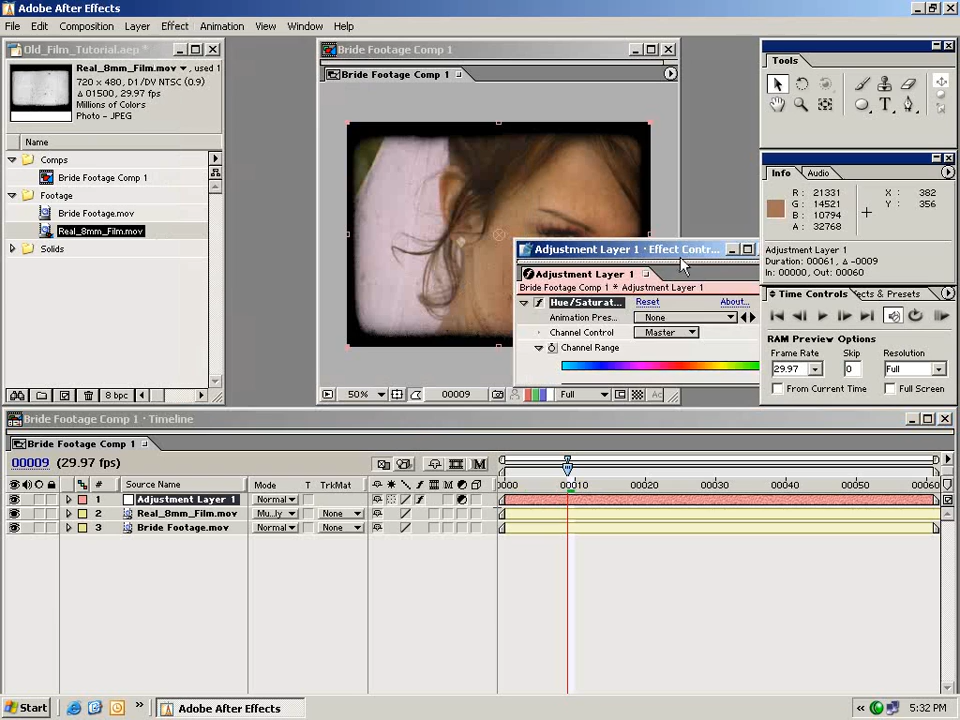 Adobe After Effects
File Edit Composition Layer Effect Animation View Window Help
Old_Film_Tutorial.aep *
Real_8mm_Film.mov ▼, used 1
720 x 480, D1/DV NTSC (0.9)
Δ 01500, 29.97 fps
Millions of Colors
Photo - JPEG
Name
Comps
Bride Footage Comp 1
Footage
Bride Footage.mov
Real_8mm_Film.mov
Solids
8 bpc
Bride Footage Comp 1
Bride Footage Comp 1
50% 00009 Full
Adjustment Layer 1 · Effect Contr...
Adjustment Layer 1
Bride Footage Comp 1 * Adjustment Layer 1
Hue/Saturat... Reset About...
Animation Pres... None
Channel Control Master
Channel Range
Tools
Info Audio
R : 21331 X : 382
G : 14521 Y : 356
B : 10794
A : 32768
Adjustment Layer 1
Duration: 00061, Δ -0009
In: 00000, Out: 00060
Time Controls
RAM Preview Options
Frame Rate Skip Resolution
29.97 0 Full
From Current Time Full Screen
Bride Footage Comp 1 · Timeline
Bride Footage Comp 1
00009 (29.97 fps)
# Source Name Mode T TrkMat 00010 00020 00030 00040 00050 00060
1 Adjustment Layer 1 Normal
2 Real_8mm_Film.mov Mu...ly None
3 Bride Footage.mov Normal None
Start Adobe After Effects 5:32 PM